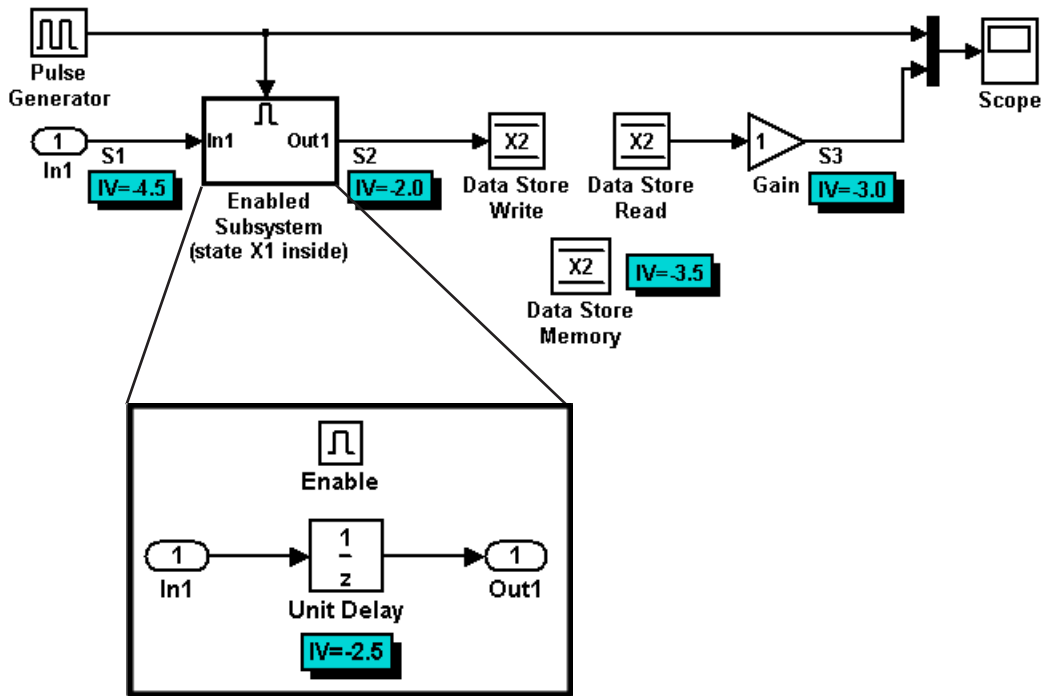 Pulse
Generator
Scope
1
In1
S1
IV=-4.5
In1
Out1
Enabled
Subsystem
(state X1 inside)
S2
IV=-2.0
X2
Data Store
Write
X2
Data Store
Read
1
Gain
S3
IV=-3.0
X2
Data Store
Memory
IV=-3.5
Enable
1
In1
1
z
Unit Delay
IV=-2.5
1
Out1